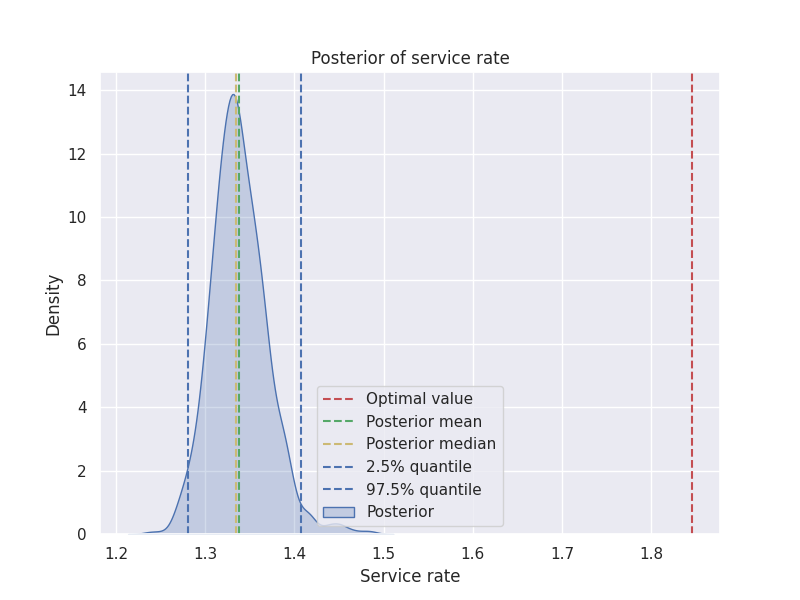 Posterior of service rate
14
12
10
8
6
4
2
0
Density
1.2 1.3 1.4 1.5 1.6 1.7 1.8
Service rate
Optimal value
Posterior mean
Posterior median
2.5% quantile
97.5% quantile
Posterior